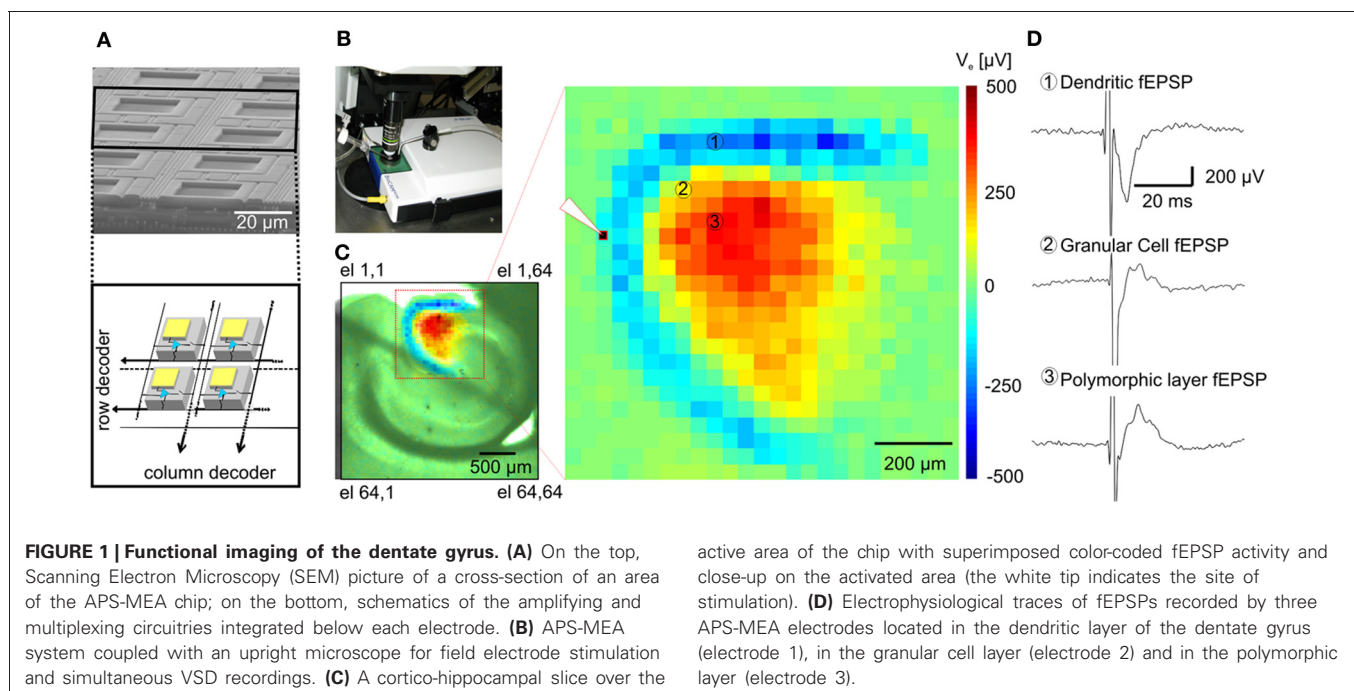 A
20 µm
row decoder
column decoder
B
C
el 1,1
el 1,64
500 µm
el 64,1
el 64,64
Vₑ [µV]
500
250
0
-250
-500
1
2
3
200 µm
D
① Dendritic fEPSP
200 µV
20 ms
② Granular Cell fEPSP
③ Polymorphic layer fEPSP
FIGURE 1 | Functional imaging of the dentate gyrus. (A) On the top,
Scanning Electron Microscopy (SEM) picture of a cross-section of an area
of the APS-MEA chip; on the bottom, schematics of the amplifying and
multiplexing circuitries integrated below each electrode. (B) APS-MEA
system coupled with an upright microscope for field electrode stimulation
and simultaneous VSD recordings. (C) A cortico-hippocampal slice over the
active area of the chip with superimposed color-coded fEPSP activity and
close-up on the activated area (the white tip indicates the site of
stimulation). (D) Electrophysiological traces of fEPSPs recorded by three
APS-MEA electrodes located in the dendritic layer of the dentate gyrus
(electrode 1), in the granular cell layer (electrode 2) and in the polymorphic
layer (electrode 3).